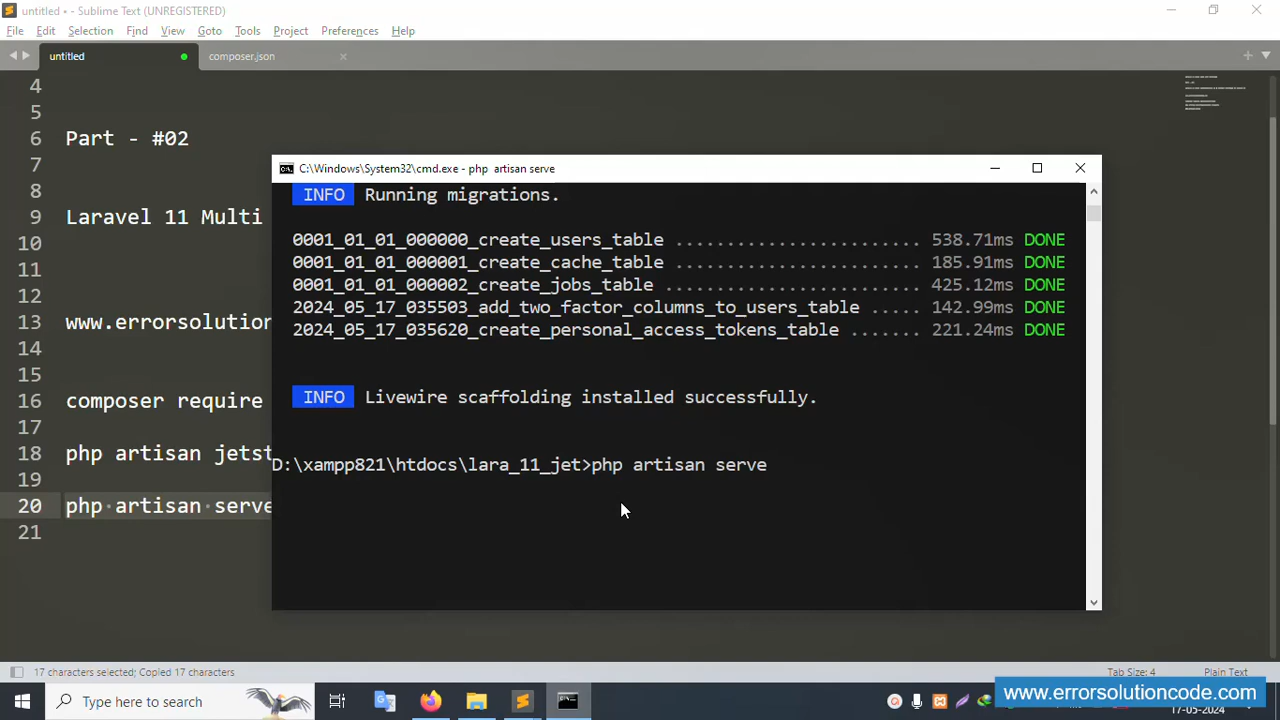 untitled • - Sublime Text (UNREGISTERED)
File Edit Selection Find View Goto Tools Project Preferences Help
untitled composer.json
4
5
6 Part - #02
7
8
9 Laravel 11 Multi
10
11
12
13 www.errorsolution
14
15
16 composer require
17
18 php artisan jetst
19
20 php artisan serve
21
C:\Windows\System32\cmd.exe - php artisan serve
INFO Running migrations.
0001_01_01_000000_create_users_table .......................... 538.71ms DONE
0001_01_01_000001_create_cache_table .......................... 185.91ms DONE
0001_01_01_000002_create_jobs_table ........................... 425.12ms DONE
2024_05_17_035503_add_two_factor_columns_to_users_table ..... 142.99ms DONE
2024_05_17_035620_create_personal_access_tokens_table ....... 221.24ms DONE
INFO Livewire scaffolding installed successfully.
D:\xampp821\htdocs\lara_11_jet>php artisan serve
17 characters selected; Copied 17 characters Tab Size: 4 Plain Text
Type here to search
www.errorsolutioncode.com
17-05-2024